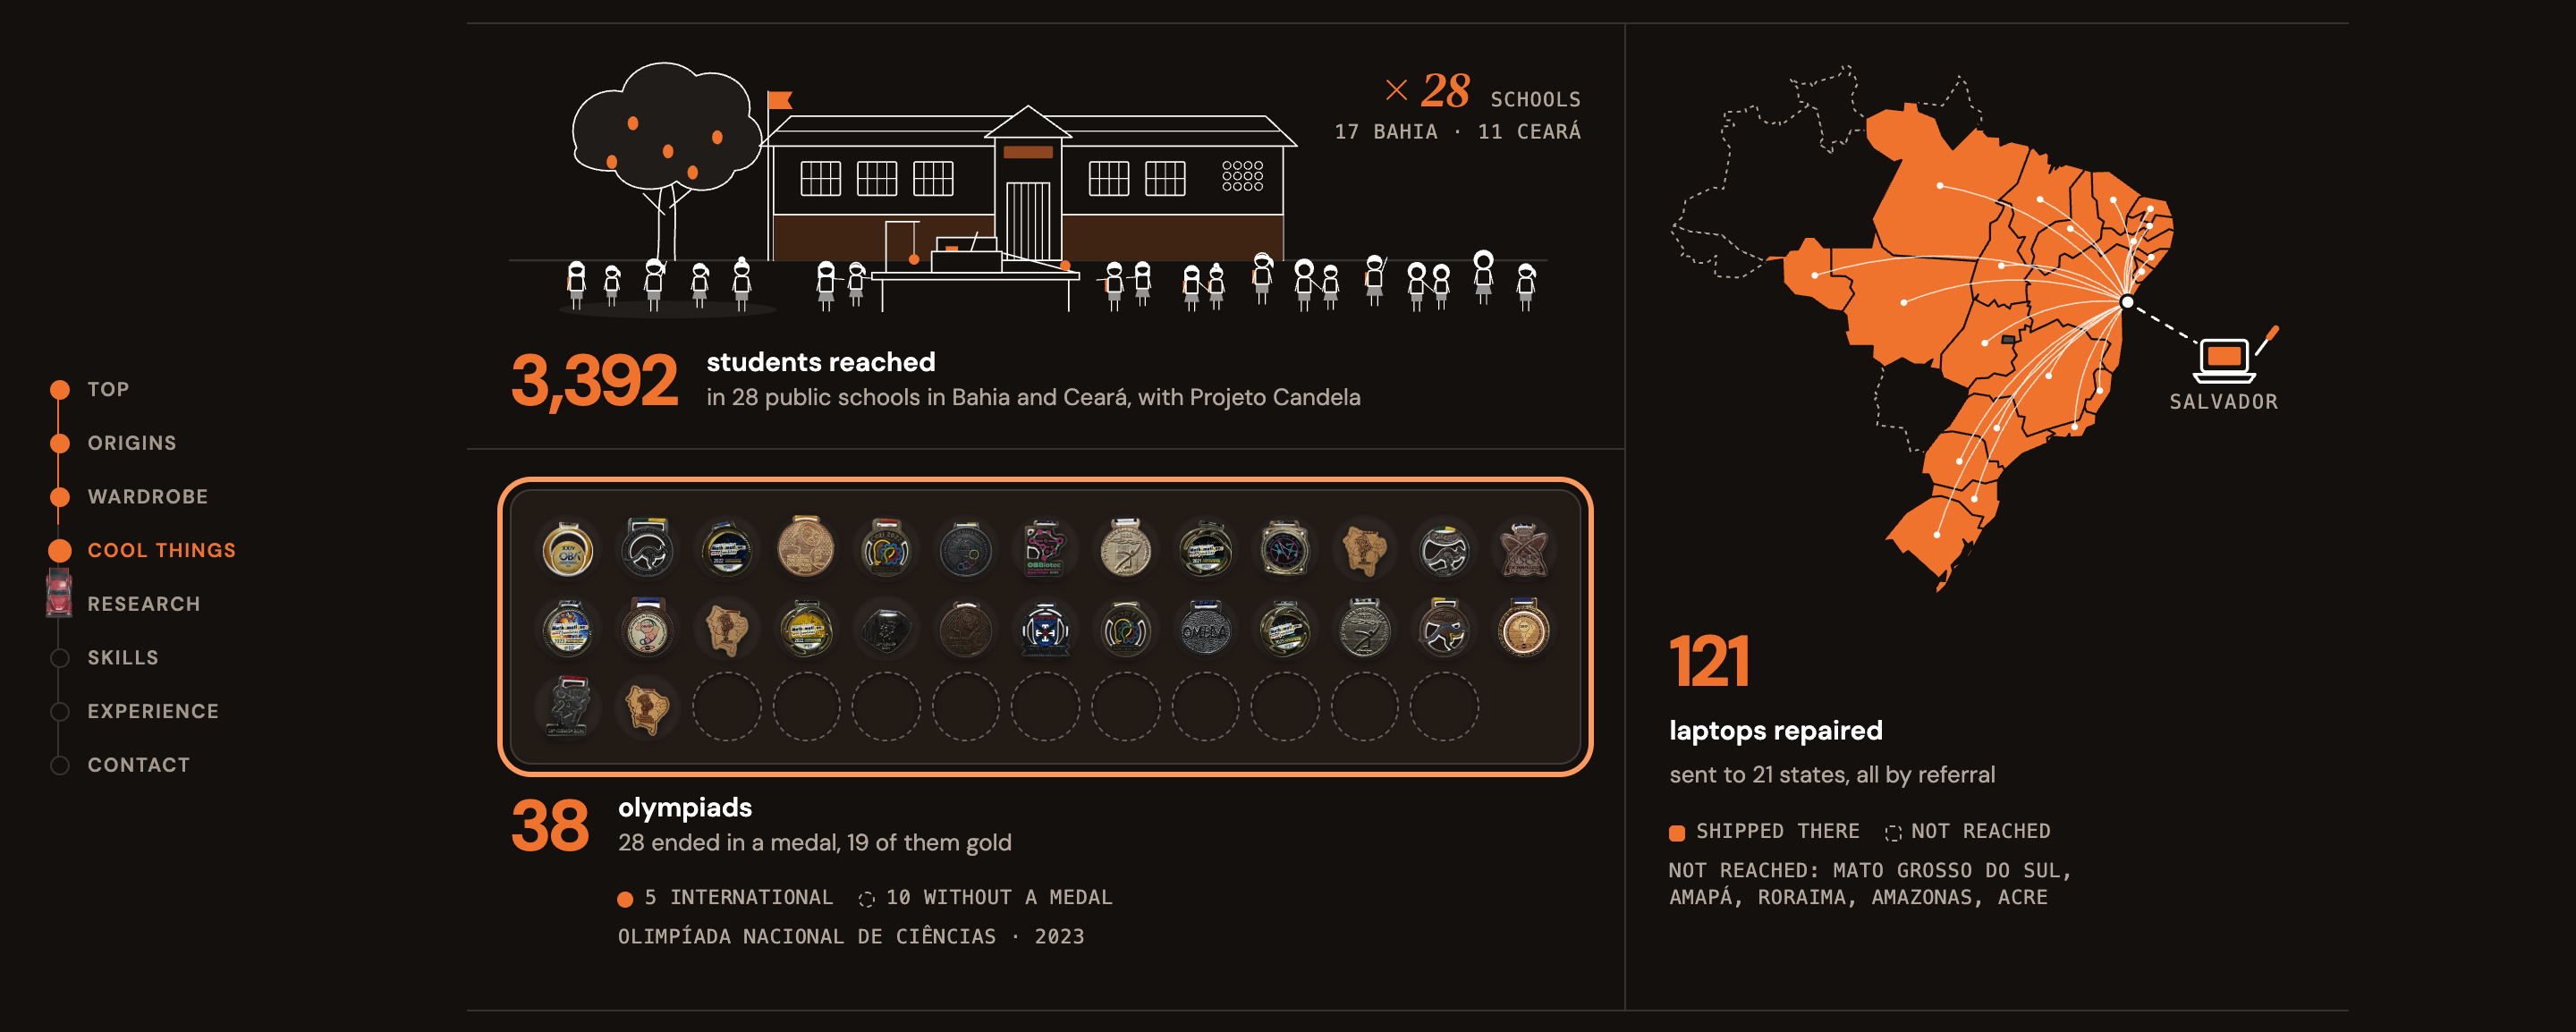 TOP
ORIGINS
WARDROBE
COOL THINGS
RESEARCH
SKILLS
EXPERIENCE
CONTACT
× 28 SCHOOLS
17 BAHIA · 11 CEARÁ
3,392
students reached
in 28 public schools in Bahia and Ceará, with Projeto Candela
38
olympiads
28 ended in a medal, 19 of them gold
5 INTERNATIONAL
10 WITHOUT A MEDAL
OLIMPÍADA NACIONAL DE CIÊNCIAS · 2023
SALVADOR
121
laptops repaired
sent to 21 states, all by referral
SHIPPED THERE
NOT REACHED
NOT REACHED: MATO GROSSO DO SUL,
AMAPÁ, RORAIMA, AMAZONAS, ACRE